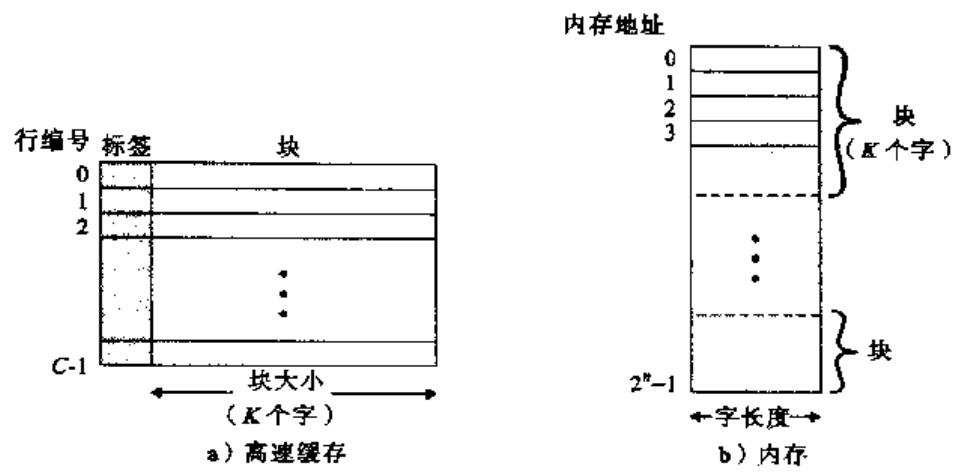 行编号 标签 块
0
1
2
C-1
块大小
（K个字）
a）高速缓存
内存地址
0
1
2
3
块
（K个字）
块
2ⁿ-1
字长度
b）内存